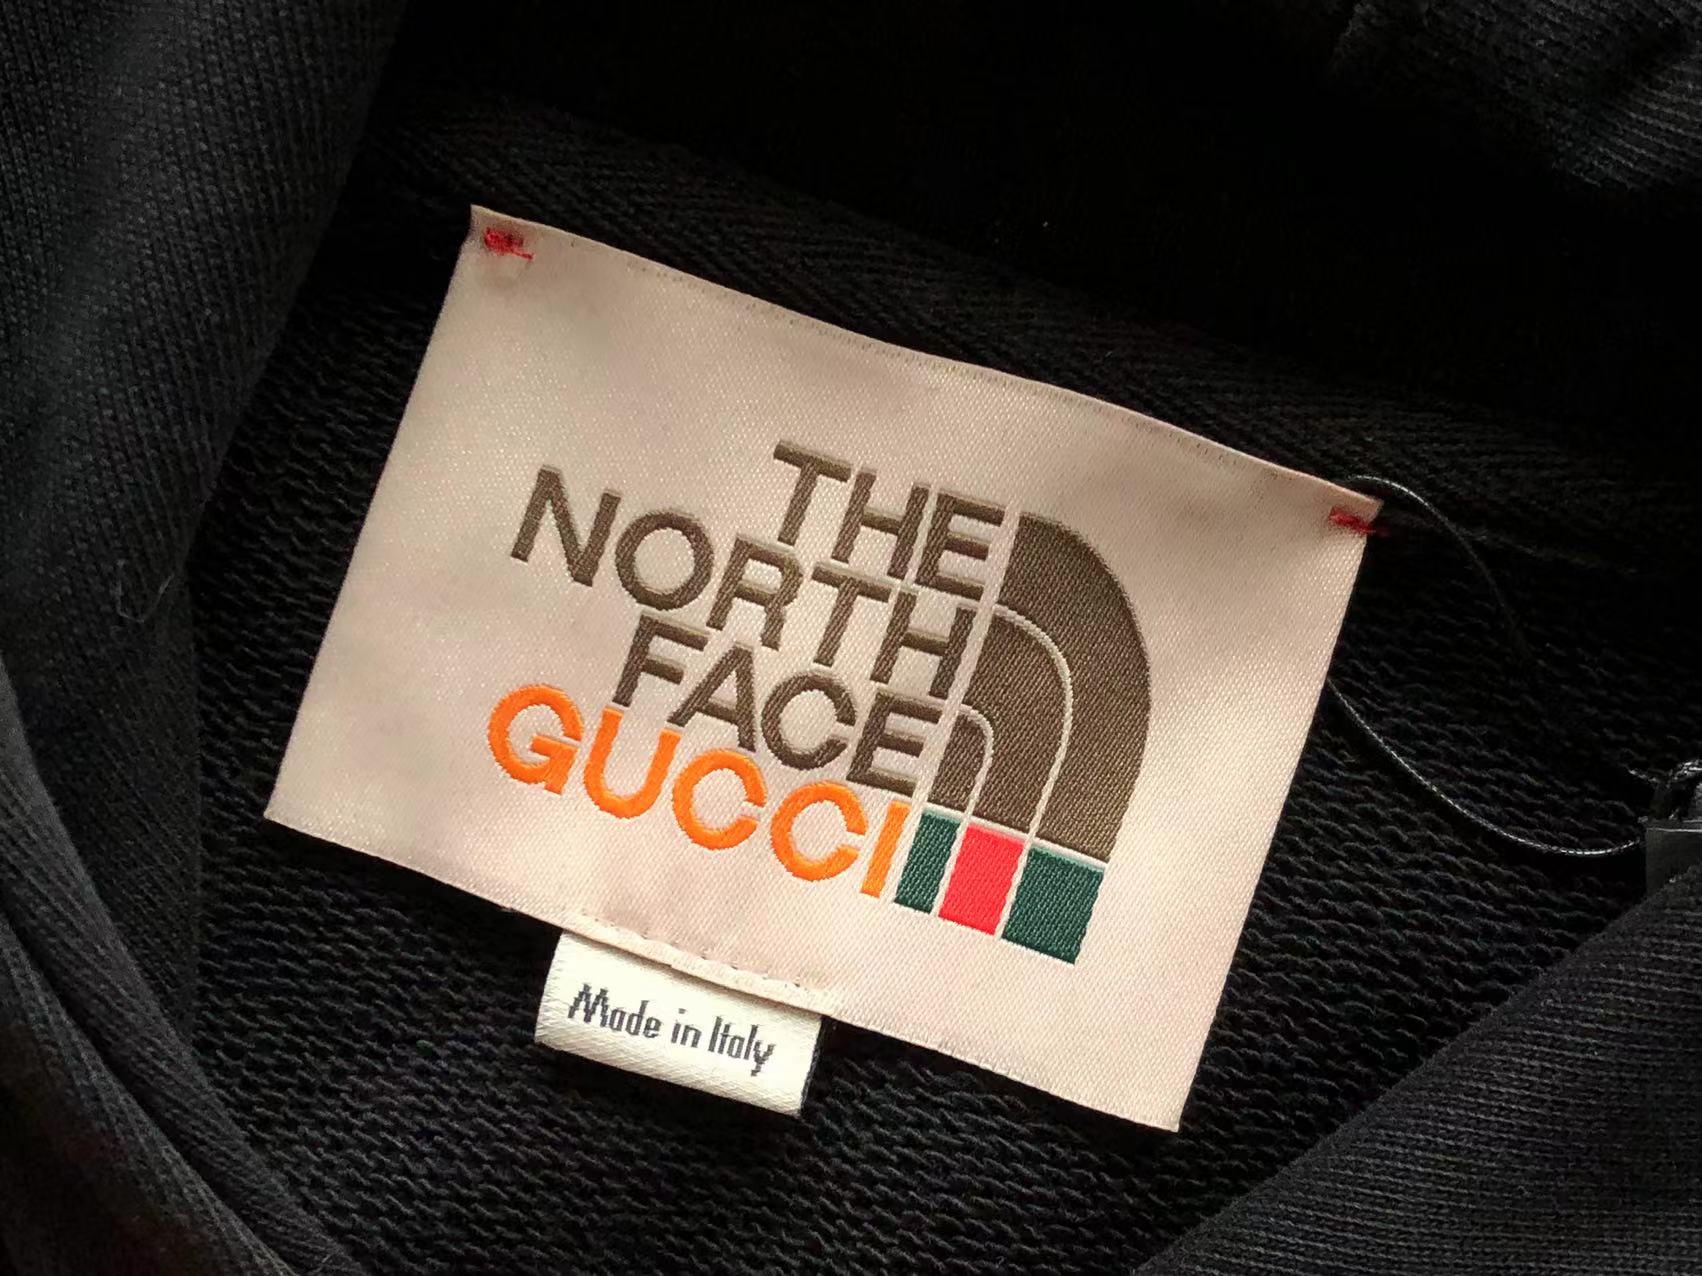 THE
NORTH
FACE
GUCCI
Made in Italy